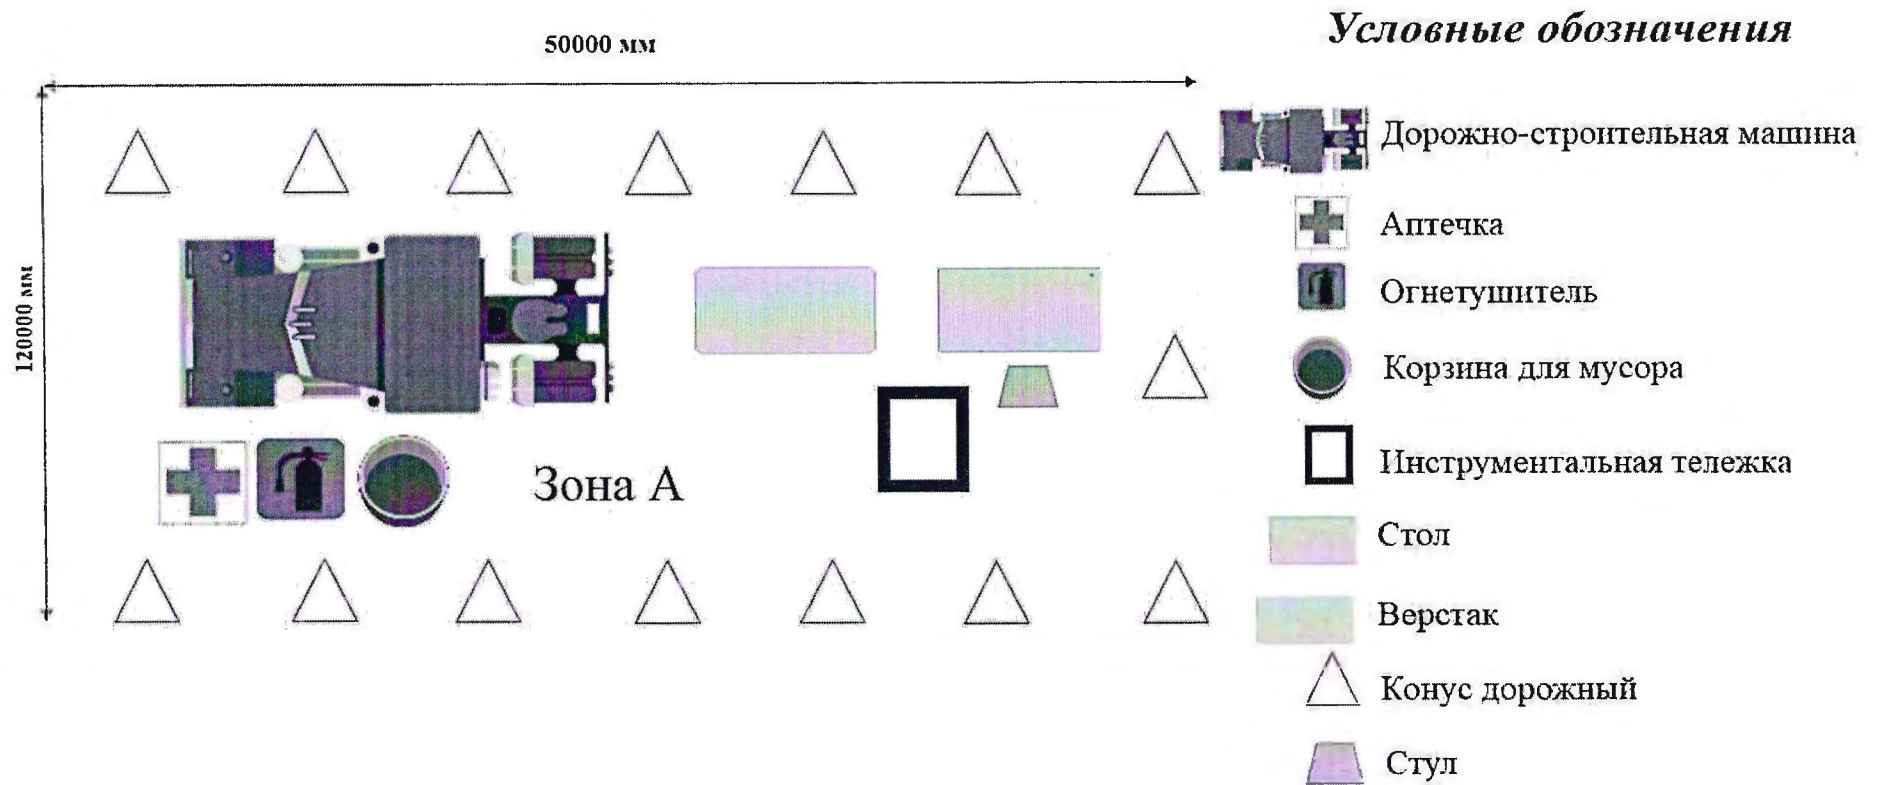 Условные обозначения
50000 мм
120000 мм
Дорожно-строительная машина
Аптечка
Огнетушитель
Корзина для мусора
Зона А
Инструментальная тележка
Стол
Верстак
Конус дорожный
Стул